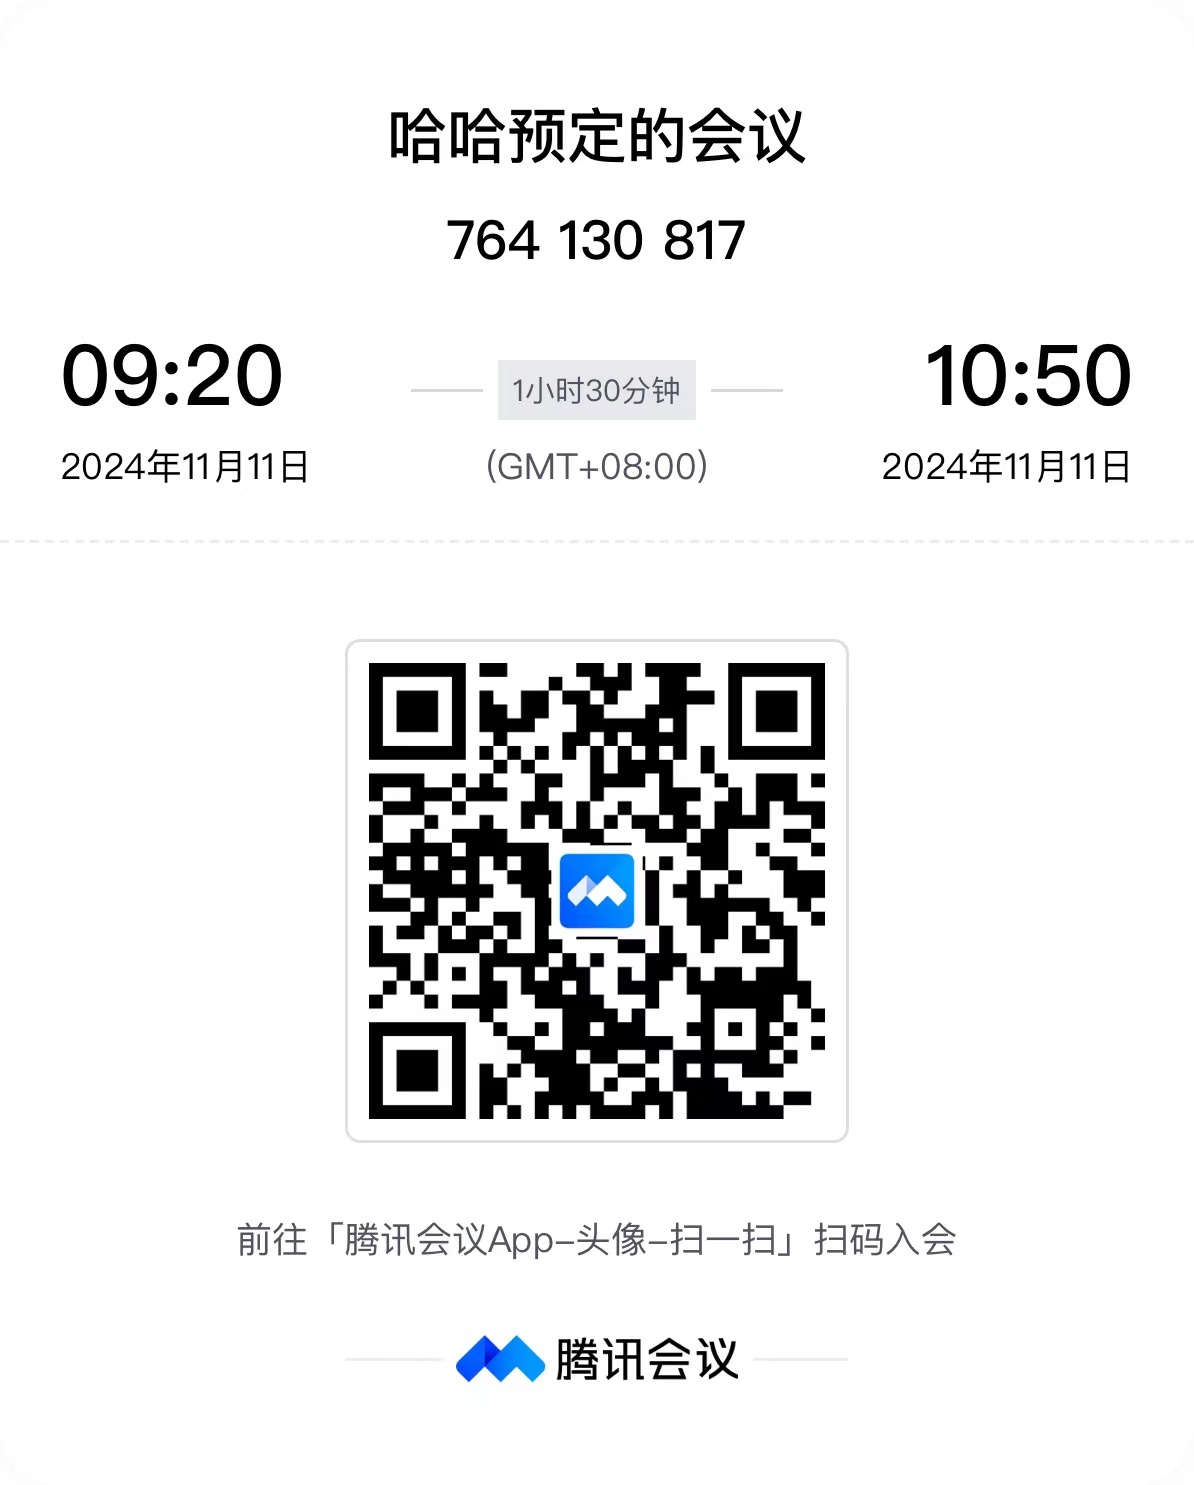 哈哈预定的会议
764 130 817
09:20 1小时30分钟 10:50
2024年11月11日 (GMT+08:00) 2024年11月11日
前往「腾讯会议App-头像-扫一扫」扫码入会
腾讯会议